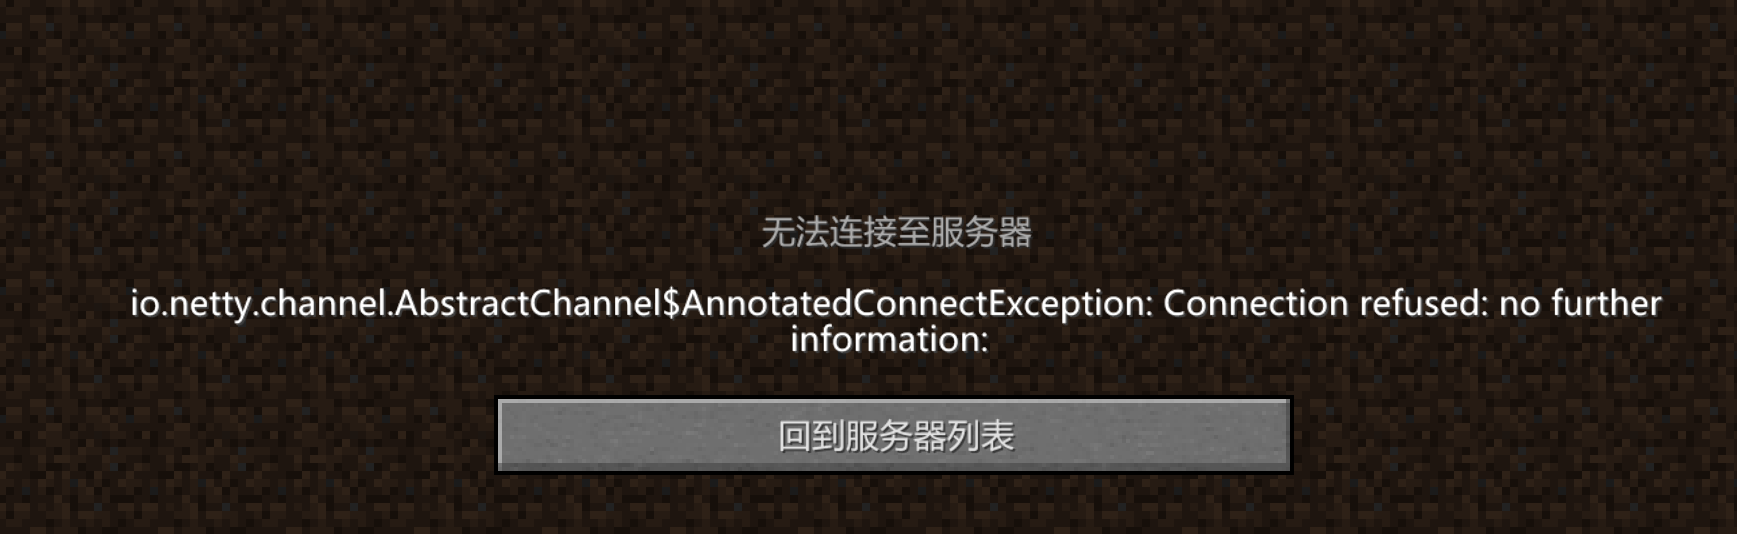 无法连接至服务器
io.netty.channel.AbstractChannel$AnnotatedConnectException: Connection refused: no further
information:
回到服务器列表